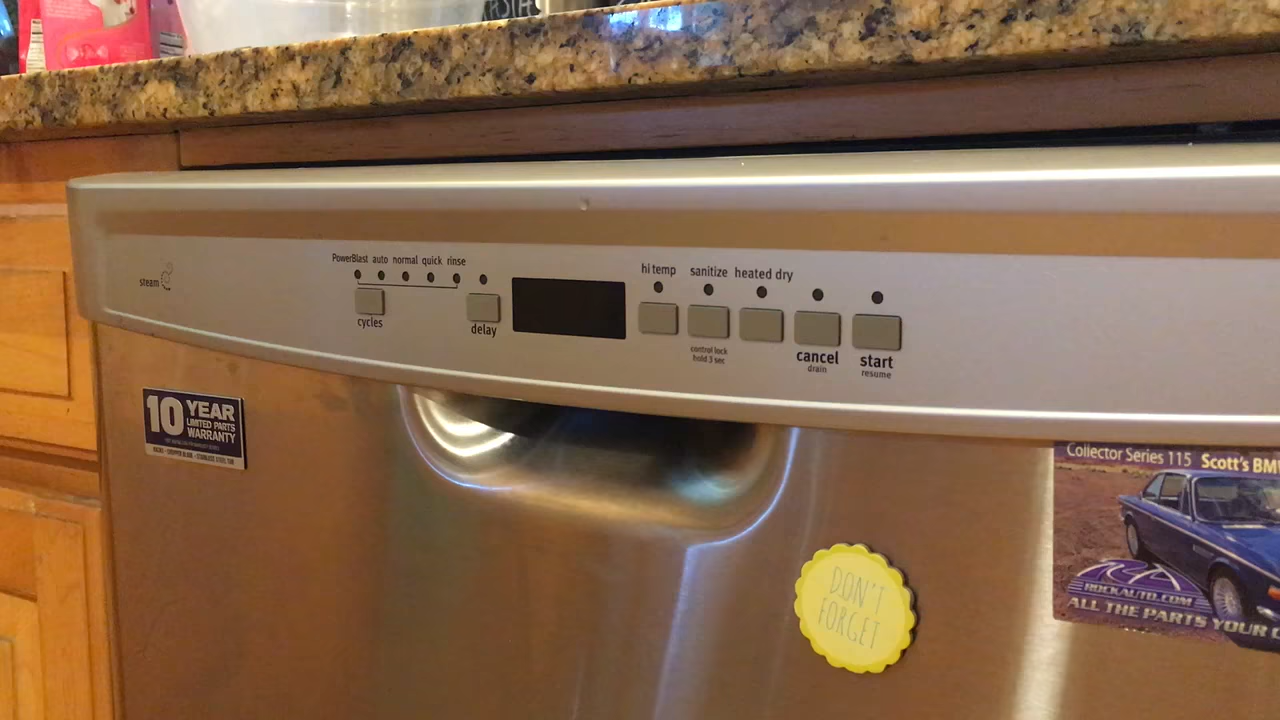 PowerBlast auto normal quick rinse
steam
cycles
delay
hi temp sanitize heated dry
control lock
hold 3 sec
cancel
drain
start
resume
10 YEAR
LIMITED PARTS
WARRANTY
Collector Series 115 Scott's BMW
ROCKAUTO.COM
ALL THE PARTS YOUR C
DON'T
FORGET